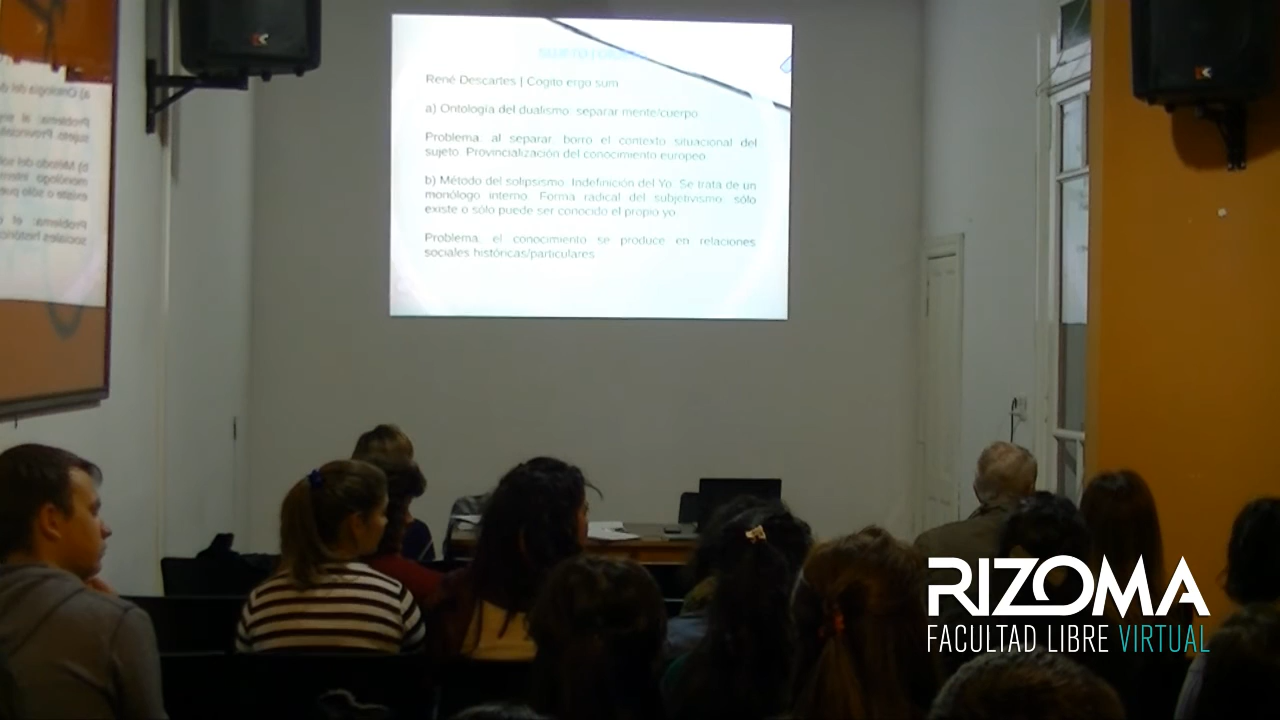 SUJETO
René Descartes | Cogito ergo sum
a) Ontología del dualismo: separar mente/cuerpo
Problema: al separar, borro el contexto situacional del
sujeto. Provincialización del conocimiento europeo
b) Método del solipsismo: Indefinición del Yo. Se trata de un
monólogo interno. Forma radical del subjetivismo: sólo
existe o sólo puede ser conocido el propio yo
Problema: el conocimiento se produce en relaciones
sociales históricas/particulares
RIZOMA
FACULTAD LIBRE VIRTUAL